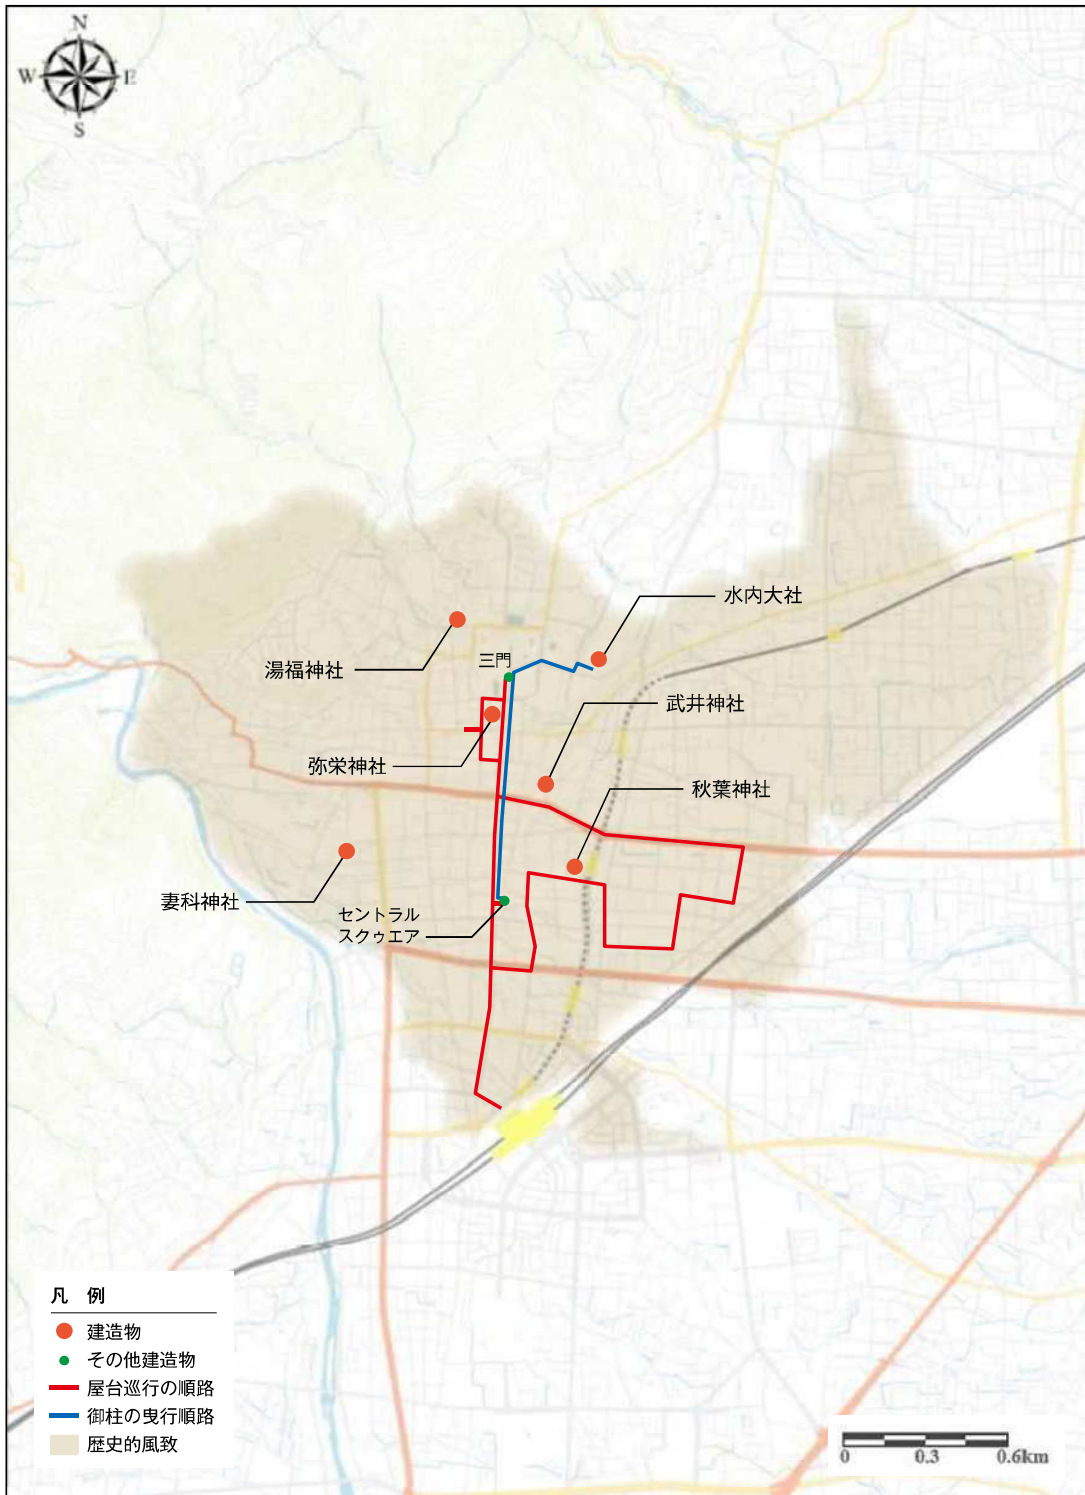 N
W E
S
水内大社
三門
湯福神社
武井神社
弥栄神社
秋葉神社
妻科神社
セントラル
スクゥエア
凡 例
建造物
その他建造物
屋台巡行の順路
御柱の曳行順路
歴史的風致
0 0.3 0.6km